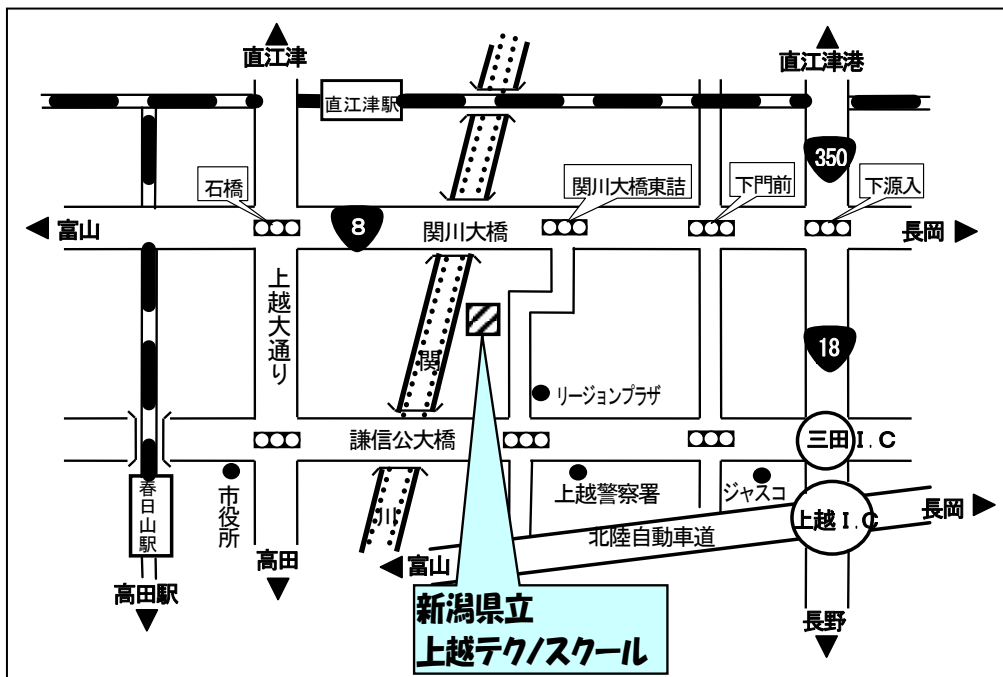 直江津
直江津港
直江津駅
350
石橋
関川大橋東詰
下門前
下源入
富山
8
関川大橋
長岡
上越大通り
関
18
リージョンプラザ
謙信公大橋
三田I.C
春日山駅
市役所
川
上越警察署
ジャスコ
上越I.C
長岡
北陸自動車道
高田
富山
高田駅
長野
新潟県立
上越テクノスクール